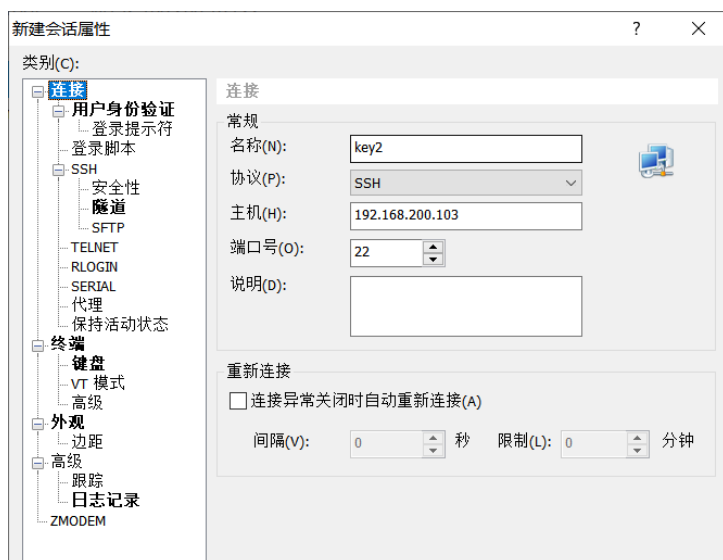 新建会话属性
类别(C):
连接
用户身份验证
登录提示符
登录脚本
SSH
安全性
隧道
SFTP
TELNET
RLOGIN
SERIAL
代理
保持活动状态
终端
键盘
VT 模式
高级
外观
边距
高级
跟踪
日志记录
ZMODEM
连接
常规
名称(N): key2
协议(P): SSH
主机(H): 192.168.200.103
端口号(O): 22
说明(D):
重新连接
连接异常关闭时自动重新连接(A)
间隔(V): 0 秒 限制(L): 0 分钟